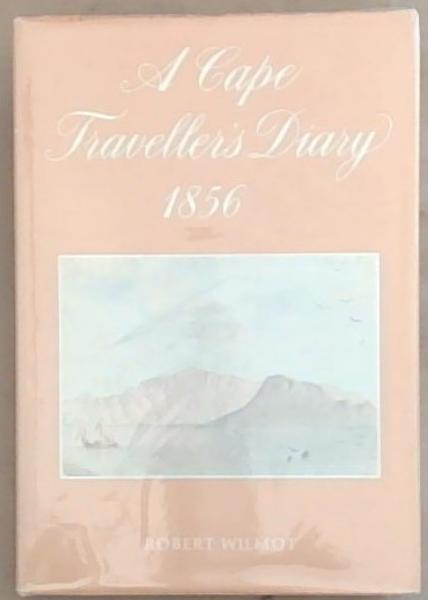 A Cape
Traveller's Diary
1856
ROBERT WILMOT